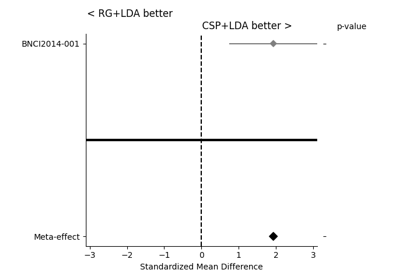 < RG+LDA better
CSP+LDA better >
p-value
BNCI2014-001
Meta-effect
−3 −2 −1 0 1 2 3
Standardized Mean Difference